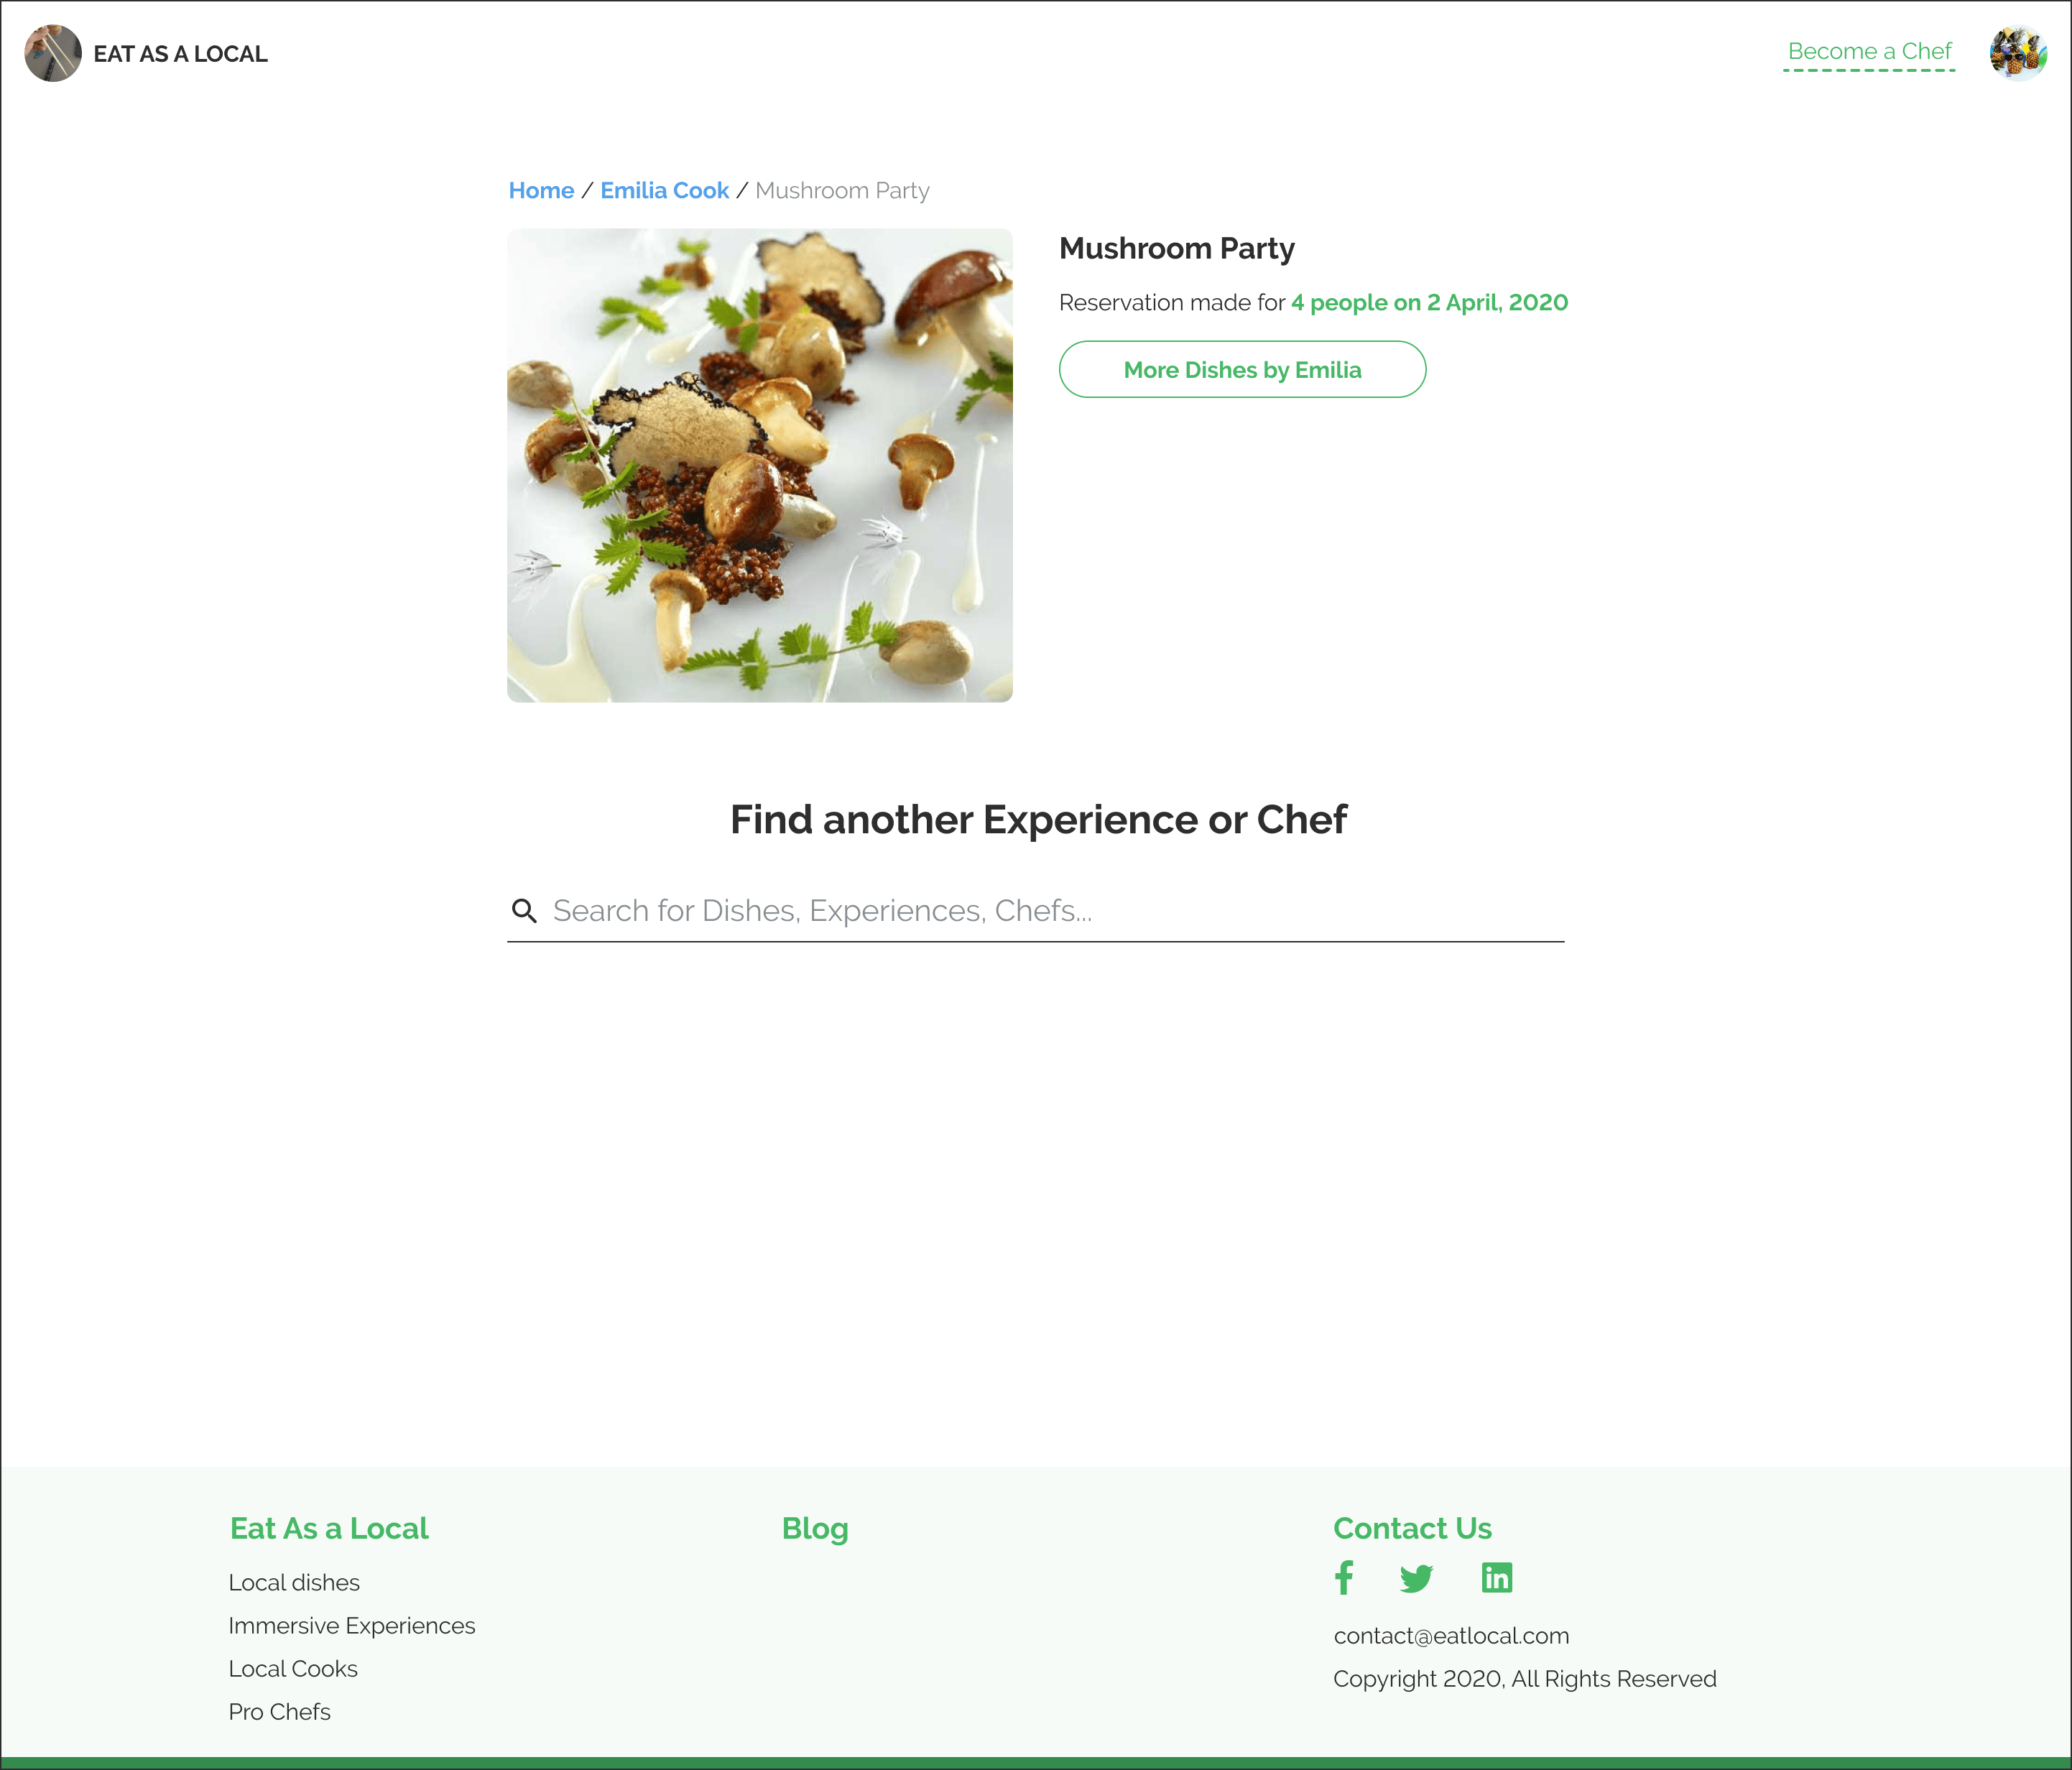 EAT AS A LOCAL
Become a Chef
Home / Emilia Cook / Mushroom Party
Mushroom Party
Reservation made for 4 people on 2 April, 2020
More Dishes by Emilia
Find another Experience or Chef
Search for Dishes, Experiences, Chefs...
Eat As a Local
Local dishes
Immersive Experiences
Local Cooks
Pro Chefs
Blog
Contact Us
contact@eatlocal.com
Copyright 2020, All Rights Reserved